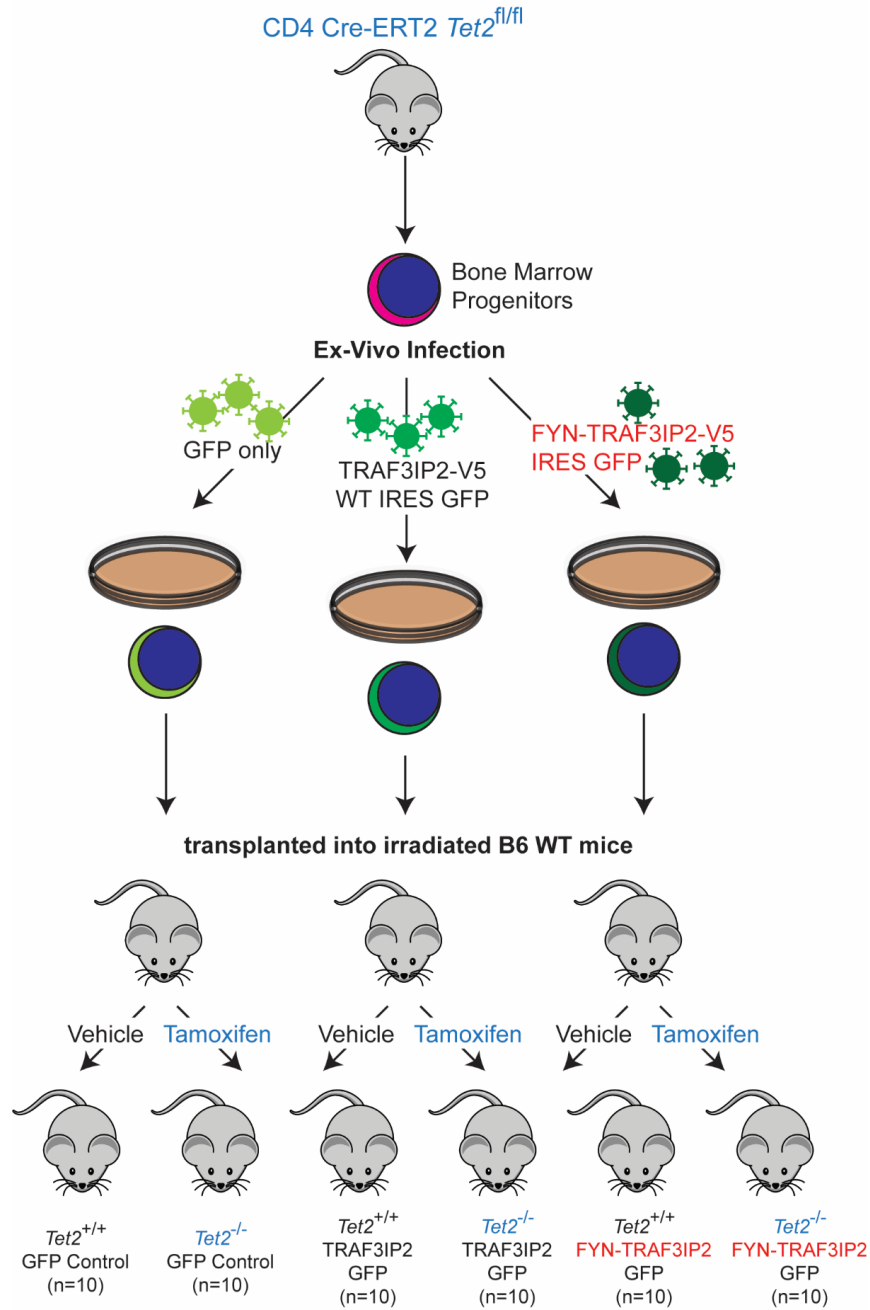 CD4 Cre-ERT2 Tet2fl/fl
Bone Marrow
Progenitors
Ex-Vivo Infection
GFP only
TRAF3IP2-V5
WT IRES GFP
FYN-TRAF3IP2-V5
IRES GFP
transplanted into irradiated B6 WT mice
Vehicle Tamoxifen
Vehicle Tamoxifen
Vehicle Tamoxifen
Tet2+/+
GFP Control
(n=10)
Tet2-/-
GFP Control
(n=10)
Tet2+/+
TRAF3IP2
GFP
(n=10)
Tet2-/-
TRAF3IP2
GFP
(n=10)
Tet2+/+
FYN-TRAF3IP2
GFP
(n=10)
Tet2-/-
FYN-TRAF3IP2
GFP
(n=10)